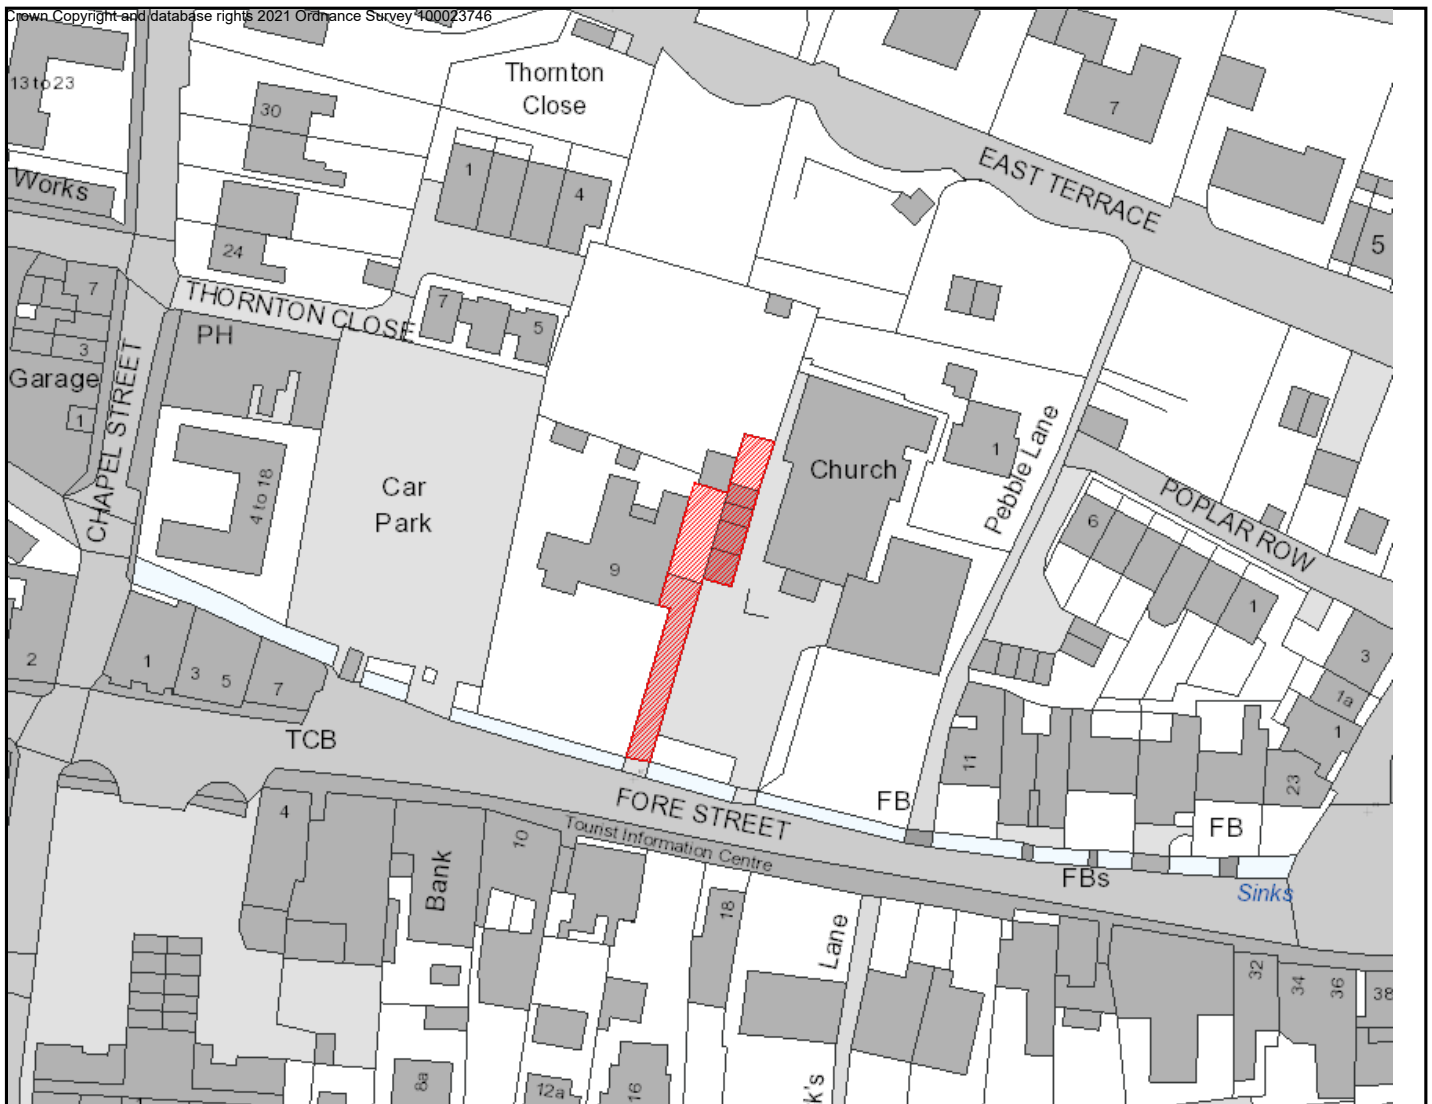 Crown Copyright and database rights 2021 Ordnance Survey 100023746
13 to 23
30
Thornton
Close
7
EAST TERRACE
1
4
Works
24
5
7
THORNTON CLOSE
7
5
PH
3
Garage
1
CHAPEL STREET
4 to 18
Car
Park
Church
1
Pebble Lane
POPLAR ROW
6
1
9
2
1
3
5
7
3
1a
1
TCB
11
23
FORE STREET
FB
FB
Tourist Information Centre
4
10
Bank
FBs
Sinks
18
Lane
32
34
36
38
8a
12a
16
k's